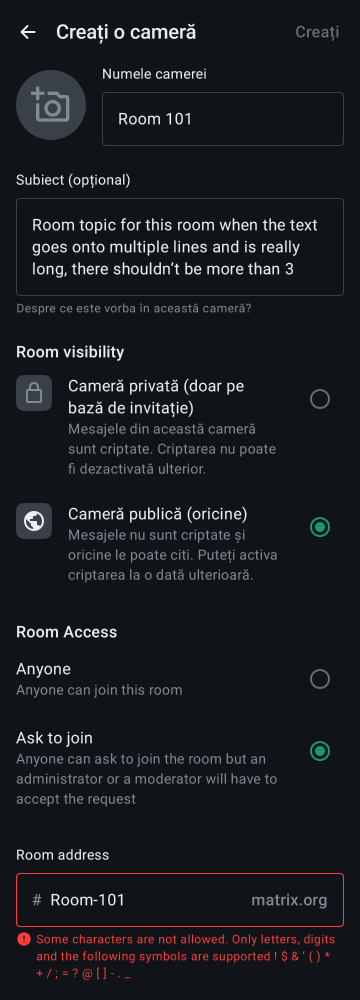 Creați o cameră
Creați
Numele camerei
Room 101
Subiect (opțional)
Room topic for this room when the text
goes onto multiple lines and is really
long, there shouldn’t be more than 3
Despre ce este vorba în această cameră?
Room visibility
Cameră privată (doar pe
bază de invitație)
Mesajele din această cameră
sunt criptate. Criptarea nu poate
fi dezactivată ulterior.
Cameră publică (oricine)
Mesajele nu sunt criptate și
oricine le poate citi. Puteți activa
criptarea la o dată ulterioară.
Room Access
Anyone
Anyone can join this room
Ask to join
Anyone can ask to join the room but an
administrator or a moderator will have to
accept the request
Room address
# Room-101 matrix.org
Some characters are not allowed. Only letters, digits
and the following symbols are supported ! $ & ‘ ( ) *
+ / ; = ? @ [ ] - . _